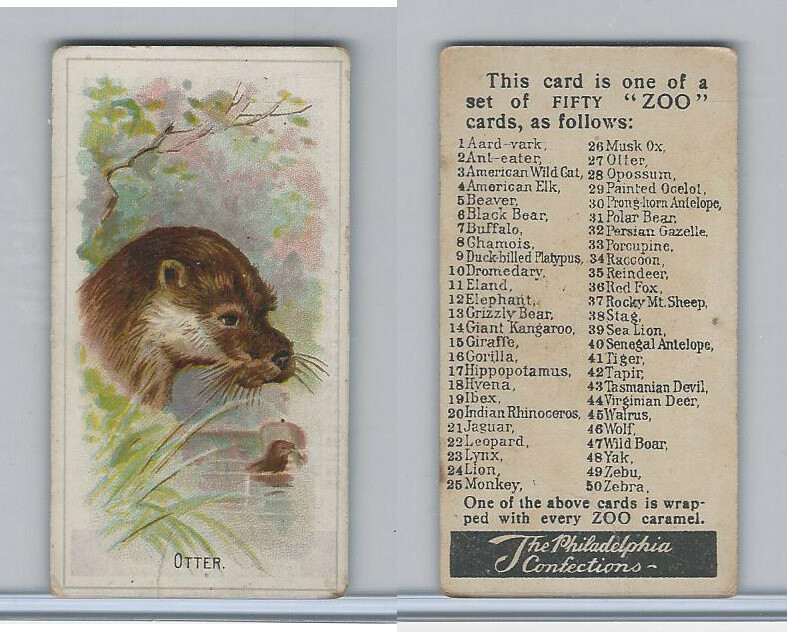 OTTER.
This card is one of a
set of FIFTY "ZOO"
cards, as follows:
1 Aard-vark,
2 Ant-eater,
3 American Wild Cat,
4 American Elk,
5 Beaver,
6 Black Bear,
7 Buffalo,
8 Chamois,
9 Duck-billed Platypus,
10 Dromedary,
11 Eland,
12 Elephant,
13 Grizzly Bear,
14 Giant Kangaroo,
15 Giraffe,
16 Gorilla,
17 Hippopotamus,
18 Hyena,
19 Ibex,
20 Indian Rhinoceros,
21 Jaguar,
22 Leopard,
23 Lynx,
24 Lion,
25 Monkey,
26 Musk Ox,
27 Otter,
28 Opossum,
29 Painted Ocelot,
30 Prong-horn Antelope,
31 Polar Bear,
32 Persian Gazelle,
33 Porcupine,
34 Raccoon,
35 Reindeer,
36 Red Fox,
37 Rocky Mt. Sheep,
38 Stag,
39 Sea Lion,
40 Senegal Antelope,
41 Tiger,
42 Tapir,
43 Tasmanian Devil,
44 Virginian Deer,
45 Walrus,
46 Wolf,
47 Wild Boar,
48 Yak,
49 Zebu,
50 Zebra,
One of the above cards is wrap-
ped with every ZOO caramel.
The Philadelphia
Confections-